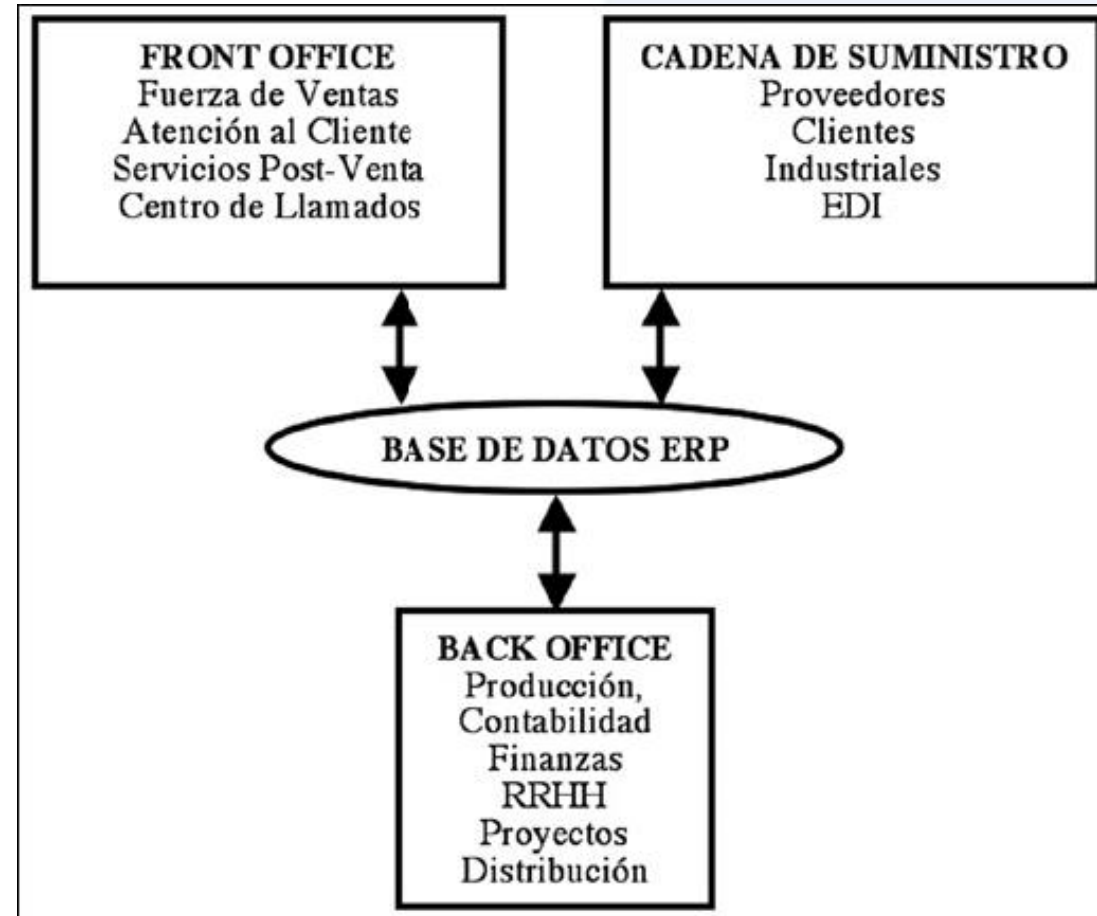 FRONT OFFICE
Fuerza de Ventas
Atención al Cliente
Servicios Post-Venta
Centro de Llamados
CADENA DE SUMINISTRO
Proveedores
Clientes
Industriales
EDI
BASE DE DATOS ERP
BACK OFFICE
Producción,
Contabilidad
Finanzas
RRHH
Proyectos
Distribución